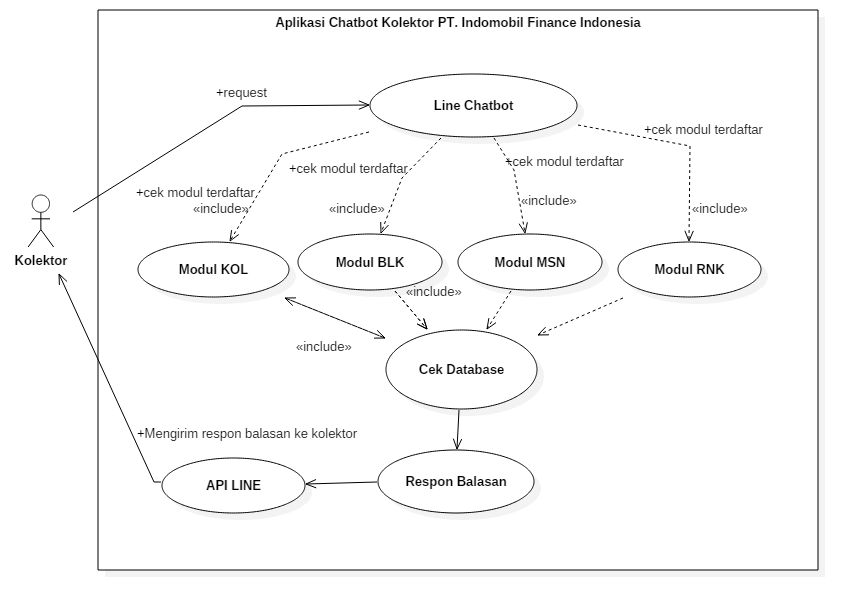 Aplikasi Chatbot Kolektor PT. Indomobil Finance Indonesia
+request
Line Chatbot
+cek modul terdaftar
+cek modul terdaftar
+cek modul terdaftar
+cek modul terdaftar
«include»
«include»
«include»
«include»
Kolektor
Modul KOL
Modul BLK
Modul MSN
Modul RNK
«include»
«include»
Cek Database
+Mengirim respon balasan ke kolektor
API LINE
Respon Balasan